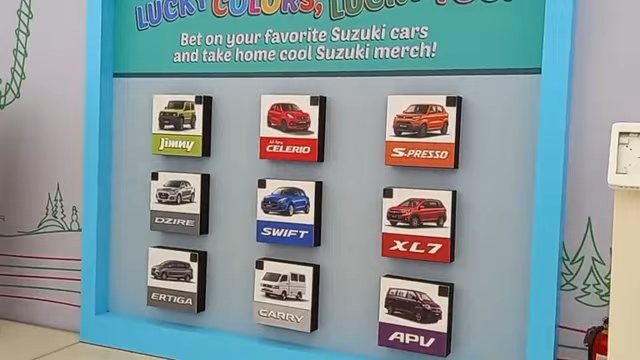 LUCKY COLORS, LUCKY YOU!
Bet on your favorite Suzuki cars
and take home cool Suzuki merch!
Jimny
CELERIO
S-PRESSO
DZIRE
SWIFT
XL7
ERTIGA
CARRY
APV